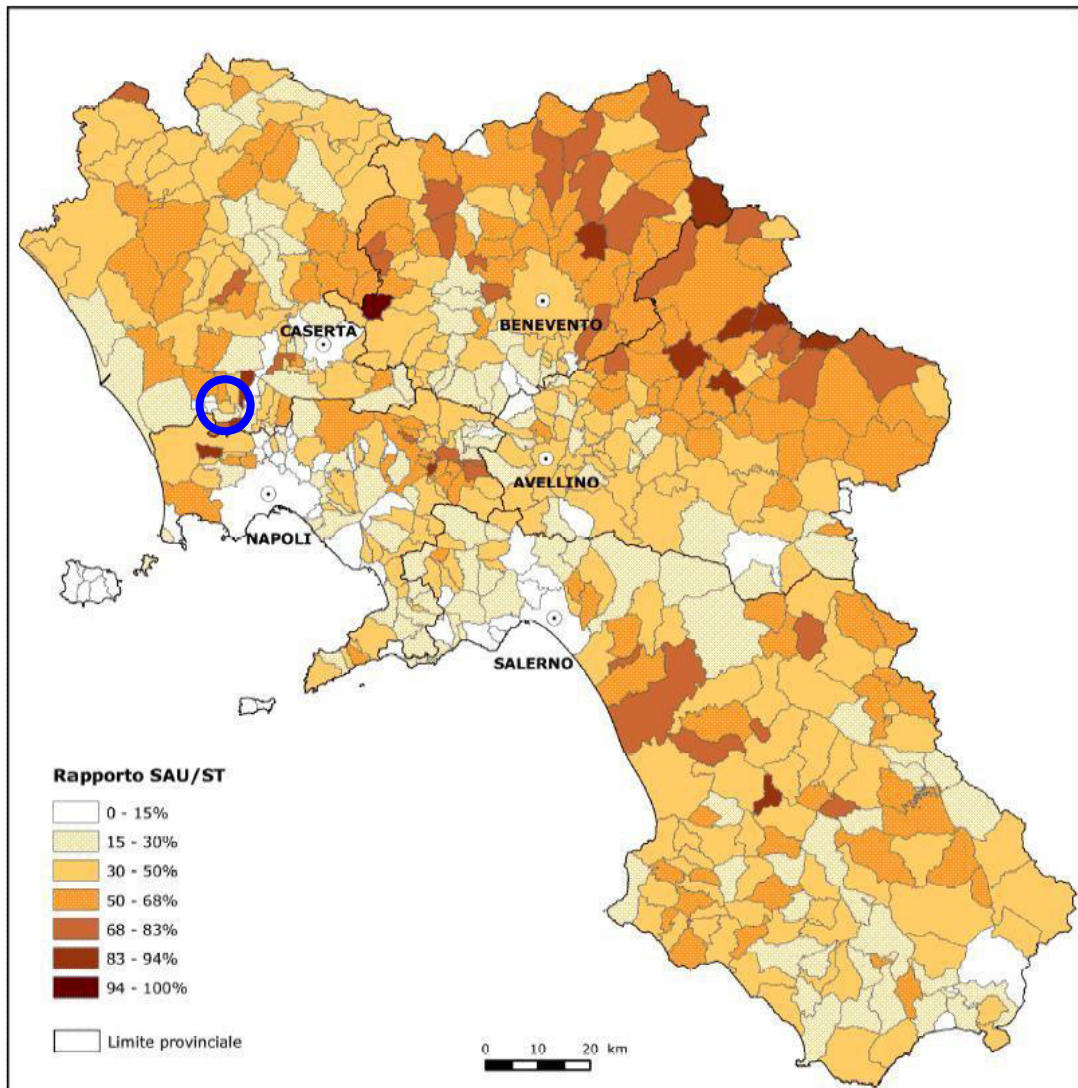 CASERTA
BENEVENTO
AVELLINO
NAPOLI
SALERNO
Rapporto SAU/ST
0 - 15%
15 - 30%
30 - 50%
50 - 68%
68 - 83%
83 - 94%
94 - 100%
Limite provinciale
0 10 20 km